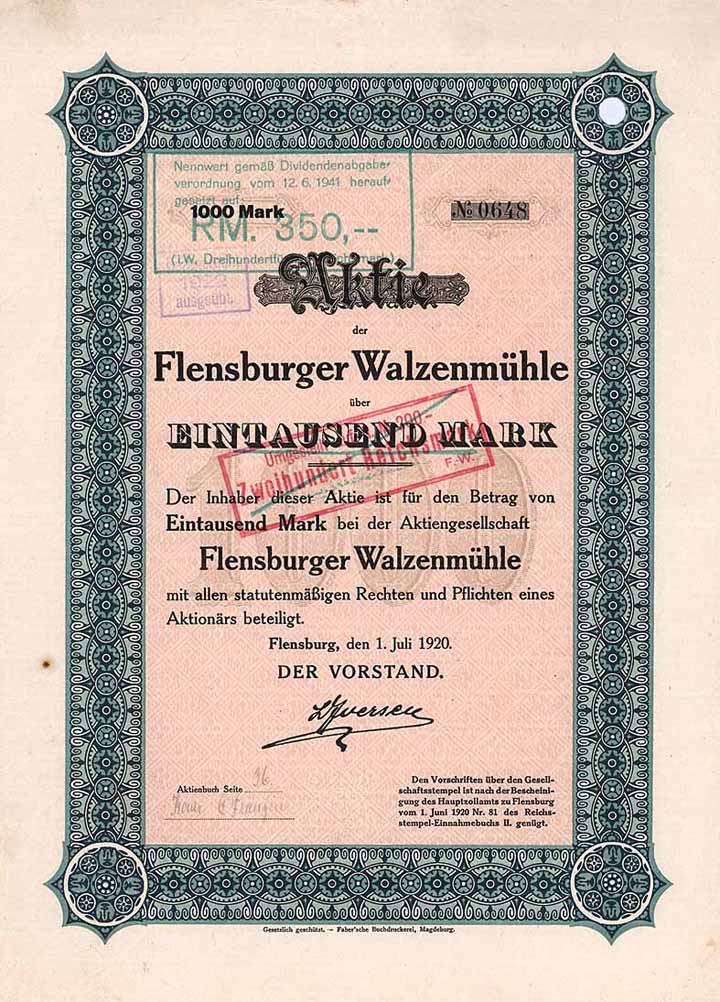 Nennwert gemäß Dividendenabgabe-
verordnung vom 12. 6. 1941 herauf-
gesetzt auf
1000 Mark
RM. 350,--
(i.W.
ausgeübt.
№ 0648
Aktie
der
Flensburger Walzenmühle
über
EINTAUSEND MARK
Zweihundert Reichsmark
F.-W.
1000
Der Inhaber dieser Aktie ist für den Betrag von
Eintausend Mark bei der Aktiengesellschaft
Flensburger Walzenmühle
mit allen statutenmäßigen Rechten und Pflichten eines
Aktionärs beteiligt.
Flensburg, den 1. Juli 1920.
DER VORSTAND.
Aktienbuch Seite 96
Den Vorschriften über den Gesell-
schaftsstempel ist nach der Bescheini-
gung des Hauptzollamts zu Flensburg
vom 1. Juni 1920 Nr. 81 des Reichs-
stempel-Einnahmebuchs II. genügt.
Gesetzlich geschützt. — Faber'sche Buchdruckerei, Magdeburg.